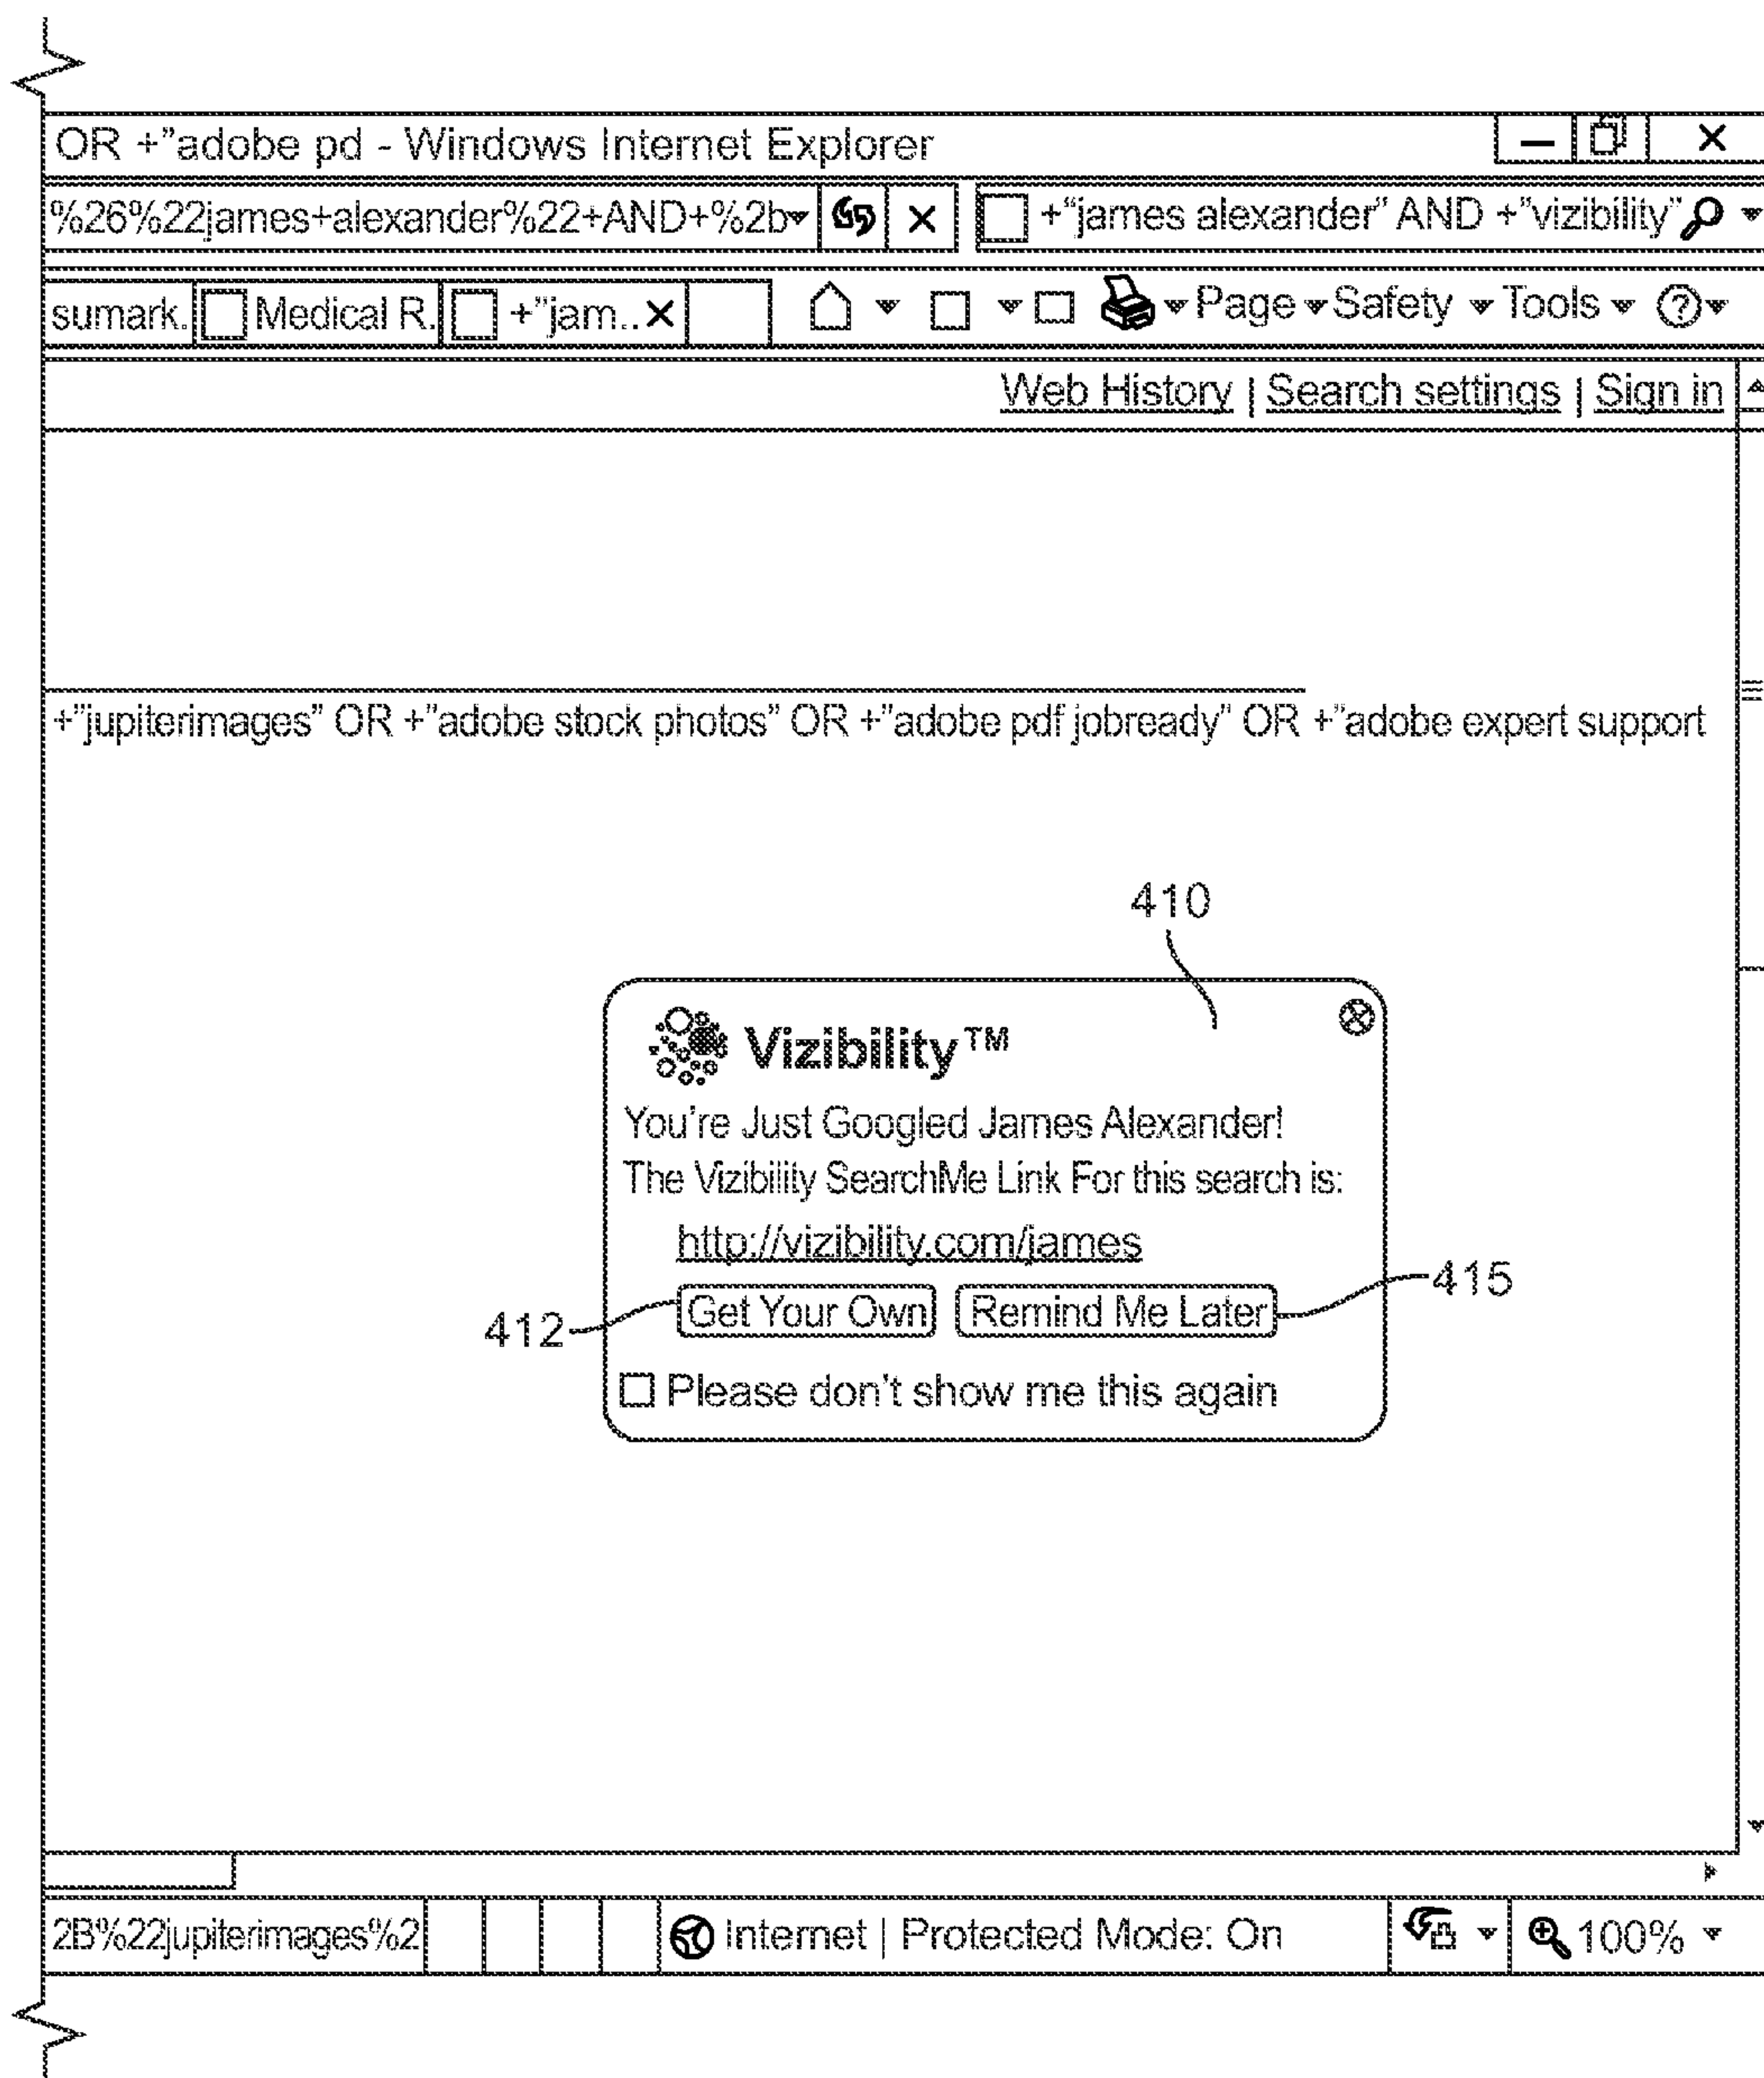 OR +"adobe pd - Windows Internet Explorer
%26%22james+alexander%22+AND+%2b
+"james alexander" AND +"vizibility"
sumark. Medical R. +"jam.. Page Safety Tools ?
Web History | Search settings | Sign in
+"jupiterimages" OR +"adobe stock photos" OR +"adobe pdf jobready" OR +"adobe expert support
410
Vizibility™
You're Just Googled James Alexander!
The Vizibility SearchMe Link For this search is:
http://vizibility.com/james
412 Get Your Own Remind Me Later 415
Please don't show me this again
2B%22jupiterimages%2 Internet | Protected Mode: On 100%